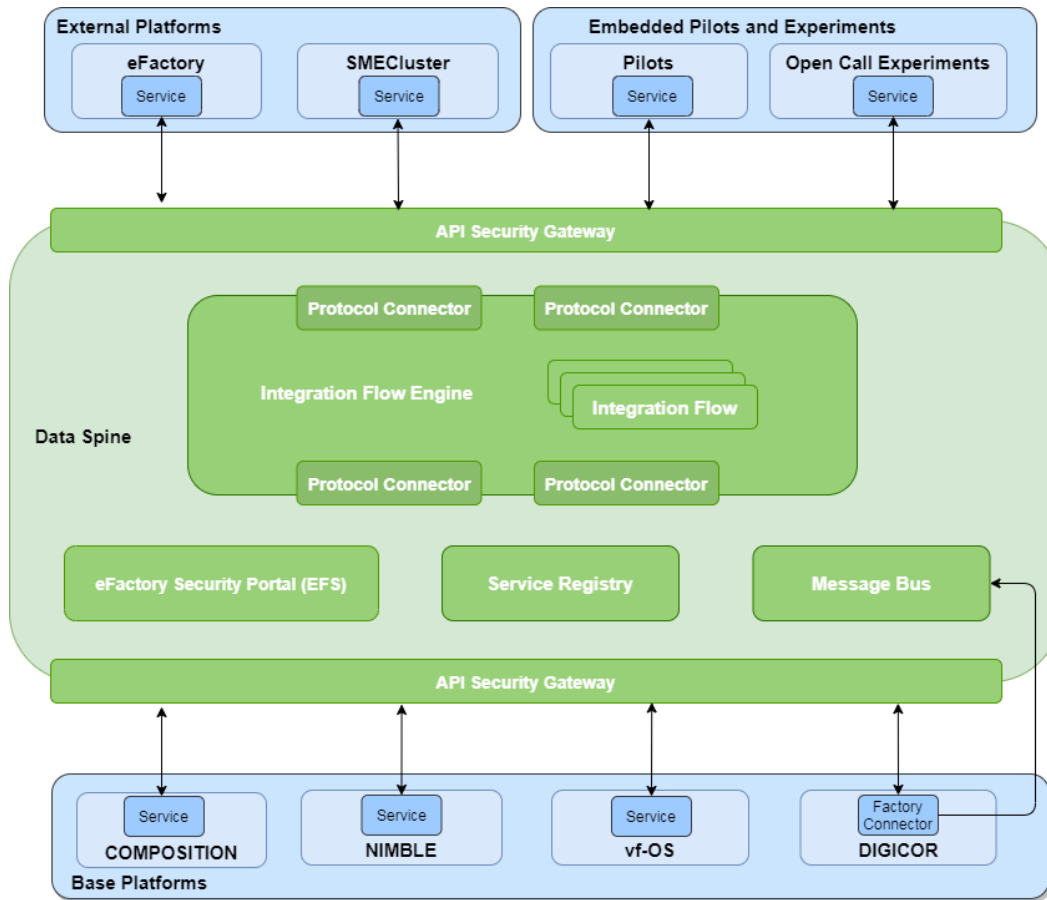 External Platforms
Embedded Pilots and Experiments
eFactory
SMECluster
Pilots
Open Call Experiments
Service
Service
Service
Service
API Security Gateway
Protocol Connector
Protocol Connector
Integration Flow Engine
Integration Flow
Data Spine
Protocol Connector
Protocol Connector
eFactory Security Portal (EFS)
Service Registry
Message Bus
API Security Gateway
Service
Service
Service
Factory
Connector
COMPOSITION
NIMBLE
vf-OS
DIGICOR
Base Platforms